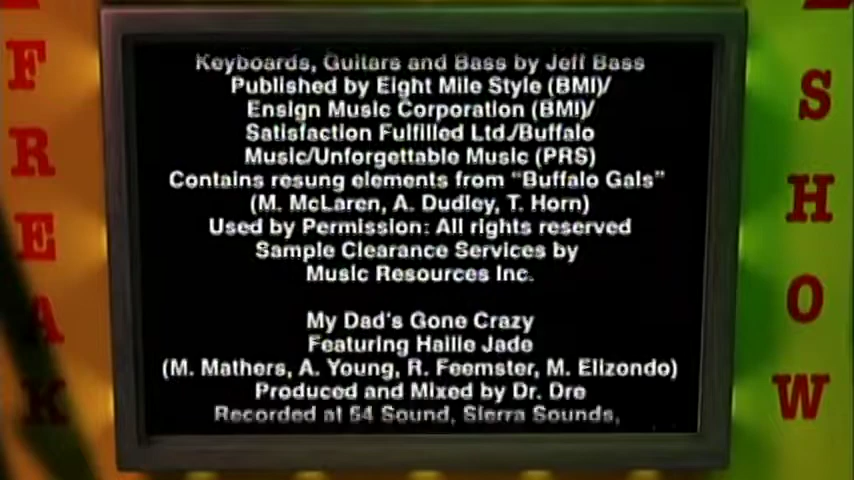 FREAK
Keyboards, Guitars and Bass by Jeff Bass
Published by Eight Mile Style (BMI)/
Ensign Music Corporation (BMI)/
Satisfaction Fulfilled Ltd./Buffalo
Music/Unforgettable Music (PRS)
Contains resung elements from "Buffalo Gals"
(M. McLaren, A. Dudley, T. Horn)
Used by Permission: All rights reserved
Sample Clearance Services by
Music Resources Inc.
My Dad's Gone Crazy
Featuring Hailie Jade
(M. Mathers, A. Young, R. Feemster, M. Elizondo)
Produced and Mixed by Dr. Dre
Recorded at 54 Sound, Sierra Sounds,
SHOW